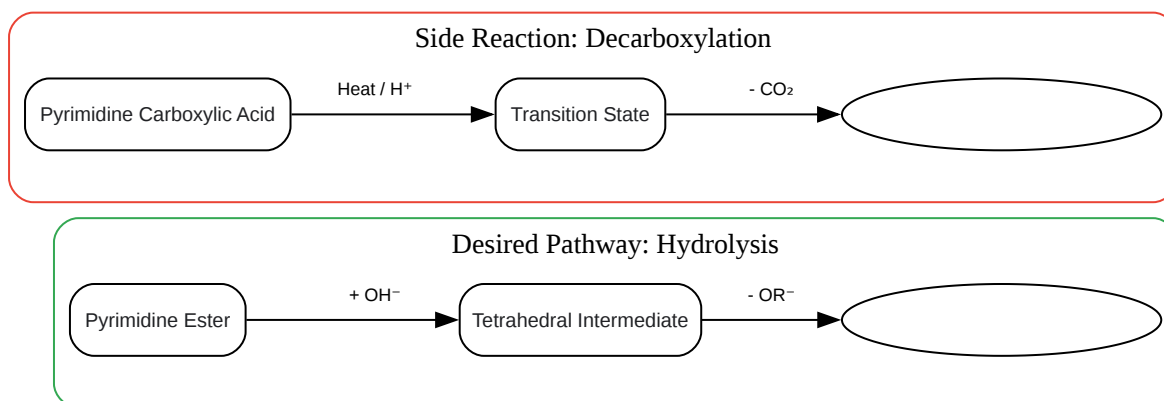 Side Reaction: Decarboxylation
Heat / H⁺
- CO₂
Pyrimidine Carboxylic Acid
Transition State
Desired Pathway: Hydrolysis
+ OH⁻
- OR⁻
Pyrimidine Ester
Tetrahedral Intermediate